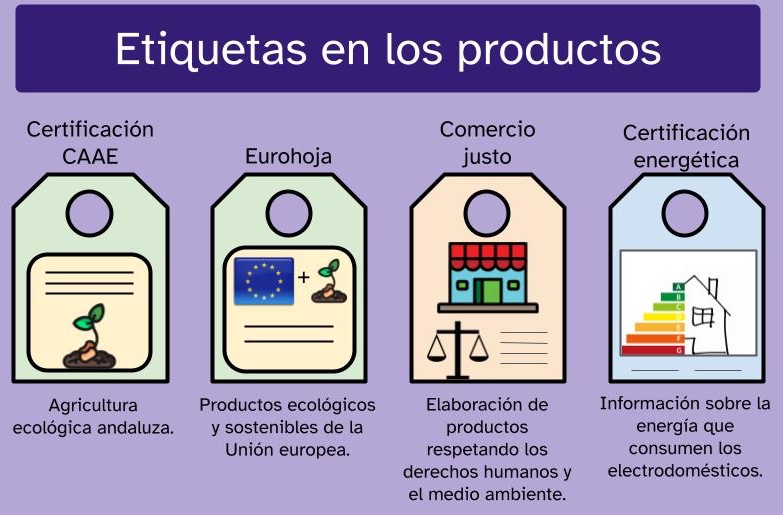 Etiquetas en los productos
Certificación
CAAE
Agricultura
ecológica andaluza.
Eurohoja
+
Productos ecológicos
y sostenibles de la
Unión europea.
Comercio
justo
Elaboración de
productos
respetando los
derechos humanos y
el medio ambiente.
Certificación
energética
A
B
C
D
E
F
G
Información sobre la
energía que
consumen los
electrodomésticos.